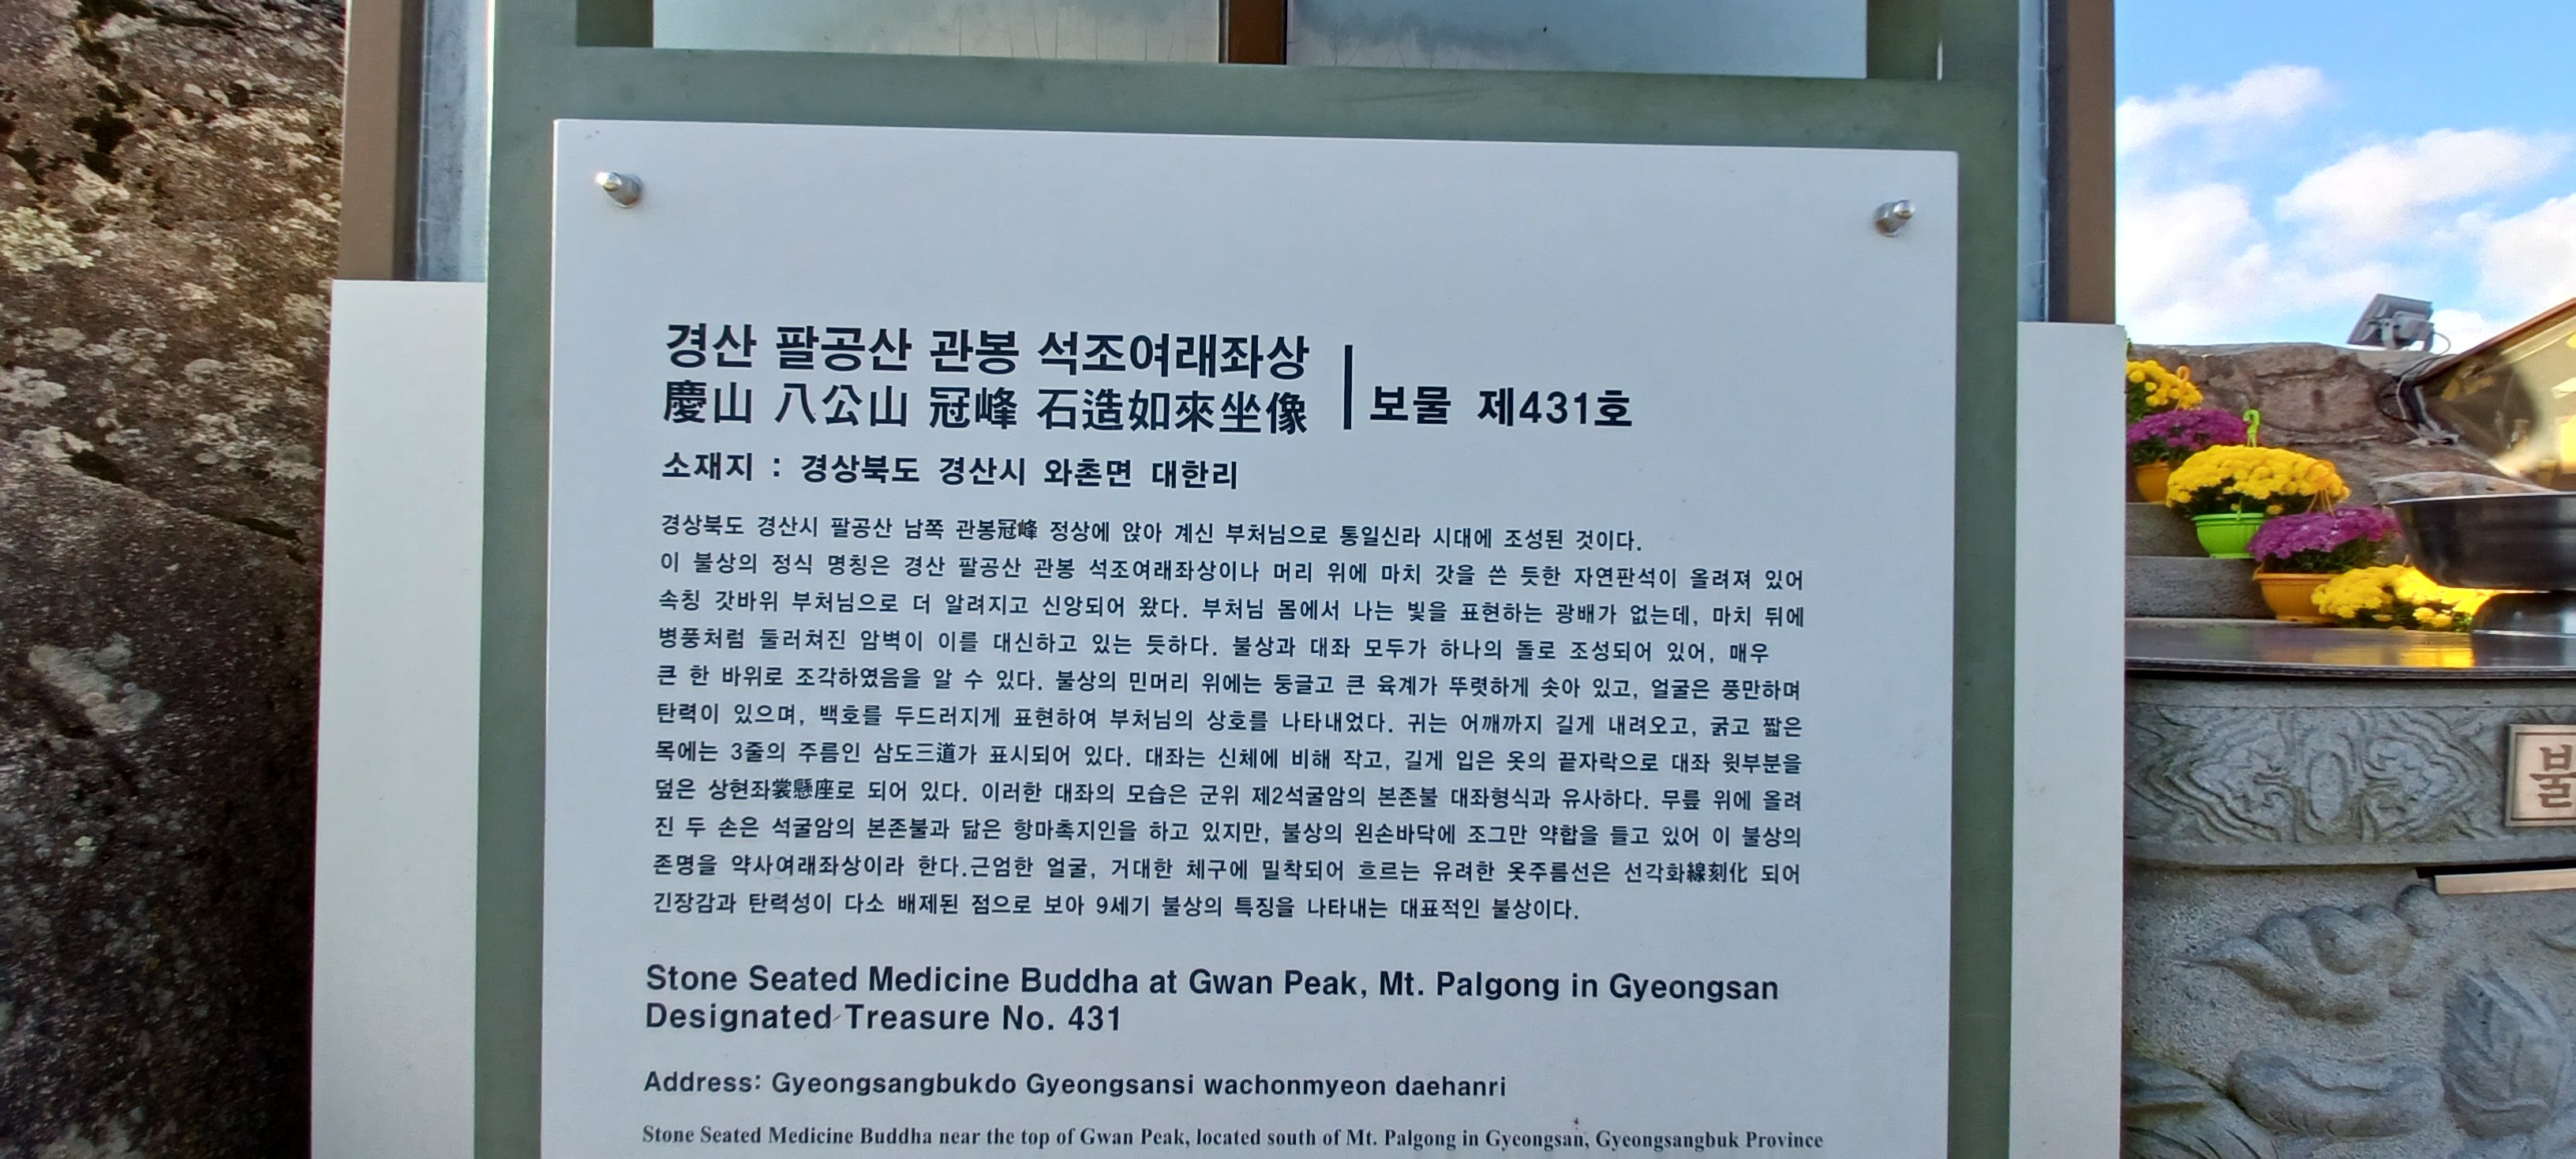 경산 팔공산 관봉 석조여래좌상
慶山 八公山 冠峰 石造如來坐像
보물 제431호
소재지 : 경상북도 경산시 와촌면 대한리
경상북도 경산시 팔공산 남쪽 관봉冠峰 정상에 앉아 계신 부처님으로 통일신라 시대에 조성된 것이다.
이 불상의 정식 명칭은 경산 팔공산 관봉 석조여래좌상이나 머리 위에 마치 갓을 쓴 듯한 자연판석이 올려져 있어
속칭 갓바위 부처님으로 더 알려지고 신앙되어 왔다. 부처님 몸에서 나는 빛을 표현하는 광배가 없는데, 마치 뒤에
병풍처럼 둘러쳐진 암벽이 이를 대신하고 있는 듯하다. 불상과 대좌 모두가 하나의 돌로 조성되어 있어, 매우
큰 한 바위로 조각하였음을 알 수 있다. 불상의 민머리 위에는 둥글고 큰 육계가 뚜렷하게 솟아 있고, 얼굴은 풍만하며
탄력이 있으며, 백호를 두드러지게 표현하여 부처님의 상호를 나타내었다. 귀는 어깨까지 길게 내려오고, 굵고 짧은
목에는 3줄의 주름인 삼도三道가 표시되어 있다. 대좌는 신체에 비해 작고, 길게 입은 옷의 끝자락으로 대좌 윗부분을
덮은 상현좌裳懸座로 되어 있다. 이러한 대좌의 모습은 군위 제2석굴암의 본존불 대좌형식과 유사하다. 무릎 위에 올려
진 두 손은 석굴암의 본존불과 닮은 항마촉지인을 하고 있지만, 불상의 왼손바닥에 조그만 약합을 들고 있어 이 불상의
존명을 약사여래좌상이라 한다.근엄한 얼굴, 거대한 체구에 밀착되어 흐르는 유려한 옷주름선은 선각화線刻化 되어
긴장감과 탄력성이 다소 배제된 점으로 보아 9세기 불상의 특징을 나타내는 대표적인 불상이다.
Stone Seated Medicine Buddha at Gwan Peak, Mt. Palgong in Gyeongsan
Designated Treasure No. 431
Address: Gyeongsangbukdo Gyeongsansi wachonmyeon daehanri
Stone Seated Medicine Buddha near the top of Gwan Peak, located south of Mt. Palgong in Gyeongsan, Gyeongsangbuk Province
불